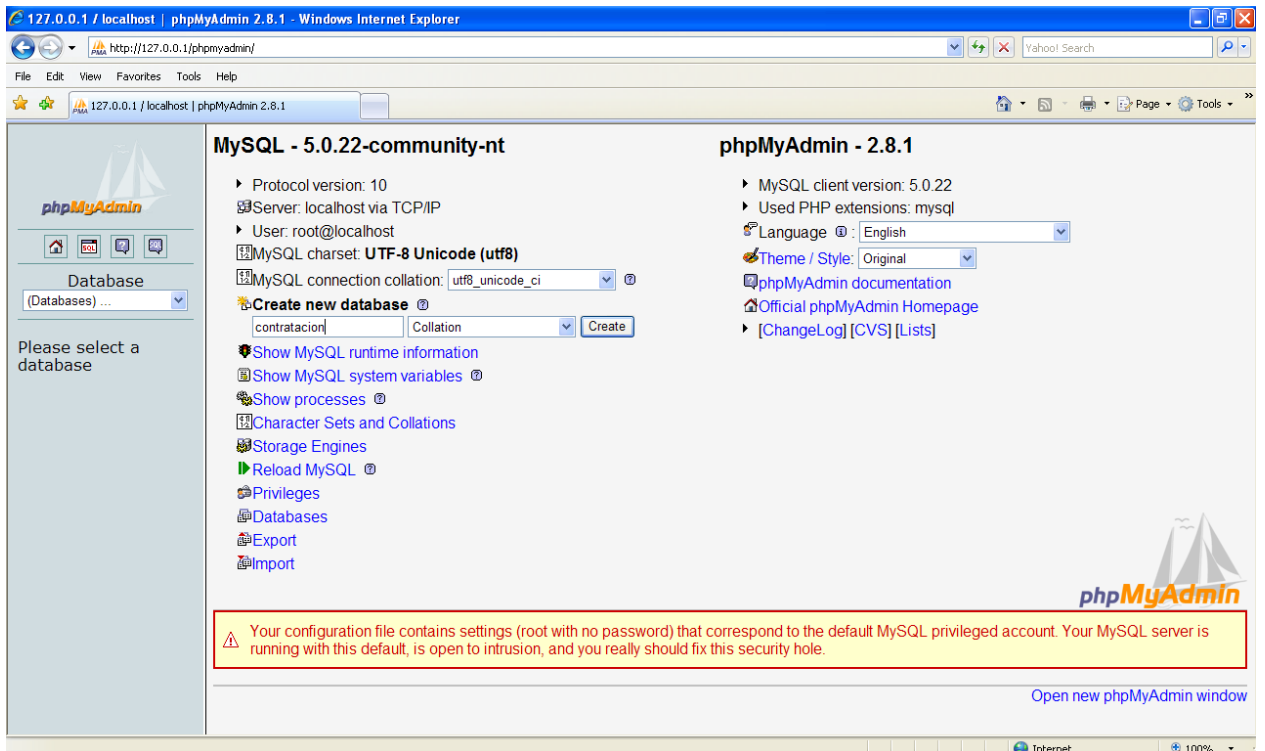 127.0.0.1 / localhost | phpMyAdmin 2.8.1 - Windows Internet Explorer
http://127.0.0.1/phpmyadmin/
Yahoo! Search
File Edit View Favorites Tools Help
127.0.0.1 / localhost | phpMyAdmin 2.8.1
Page Tools
phpMyAdmin
SQL
Database
(Databases) ...
Please select a
database
MySQL - 5.0.22-community-nt
Protocol version: 10
Server: localhost via TCP/IP
User: root@localhost
MySQL charset: UTF-8 Unicode (utf8)
MySQL connection collation: utf8_unicode_ci
Create new database
contratacion Collation Create
Show MySQL runtime information
Show MySQL system variables
Show processes
Character Sets and Collations
Storage Engines
Reload MySQL
Privileges
Databases
Export
Import
phpMyAdmin - 2.8.1
MySQL client version: 5.0.22
Used PHP extensions: mysql
Language : English
Theme / Style: Original
phpMyAdmin documentation
Official phpMyAdmin Homepage
[ChangeLog] [CVS] [Lists]
phpMyAdmin
Your configuration file contains settings (root with no password) that correspond to the default MySQL privileged account. Your MySQL server is
running with this default, is open to intrusion, and you really should fix this security hole.
Open new phpMyAdmin window
Internet 100%